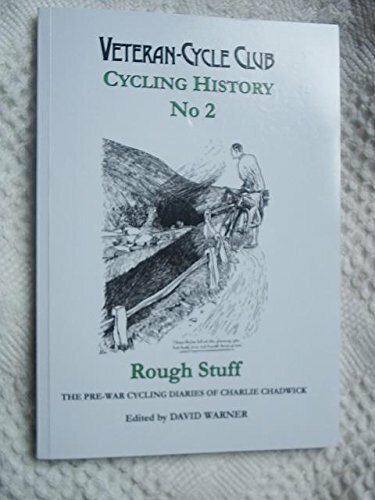 VETERAN-CYCLE CLUB
CYCLING HISTORY
No 2
Rough Stuff
THE PRE-WAR CYCLING DIARIES OF CHARLIE CHADWICK
Edited by DAVID WARNER